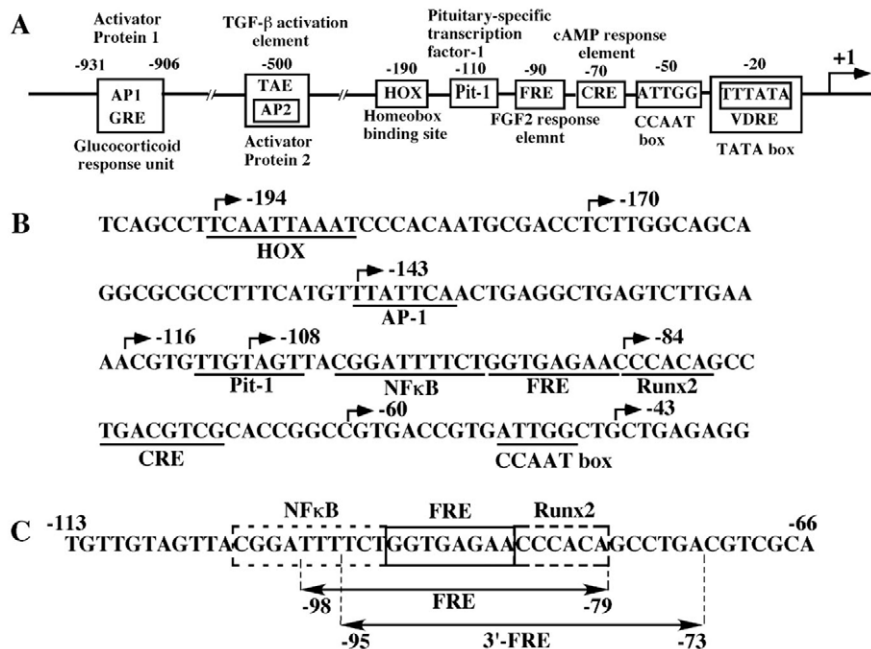 A
Activator
Protein 1
TGF-β activation
element
Pituitary-specific
transcription
factor-1
cAMP response
element
-931 -906 -500 -190 -110 -90 -70 -50 -20 +1
AP1
GRE
TAE
AP2
HOX Pit-1 FRE CRE ATTGG TTTATA
VDRE
Glucocorticoid
response unit
Activator
Protein 2
Homeobox
binding site
FGF2 response
elemnt
CCAAT
box
TATA box
B
-194 -170
TCAGCCTTCAATTAAATCCCACAATGCGACCTCTTGGCAGCA
HOX
-143
GGCGCGCCTTTCATGTTTATTCAACTGAGGCTGAGTCTTGAA
AP-1
-116 -108 -84
AACGTGTTGTAGTTACGGATTTTCTGGTGAGAACCCACAGCC
Pit-1 NFκB FRE Runx2
-60 -43
TGACGTCGCACCGGCCGTGACCGTGATTGGCTGCTGAGAGG
CRE CCAAT box
C
NFκB FRE Runx2
-113 -66
TGTTGTAGTTACGGATTTTCTGGTGAGAACCCACAGCCTGACGTCGCA
-98 FRE -79
-95 3'-FRE -73